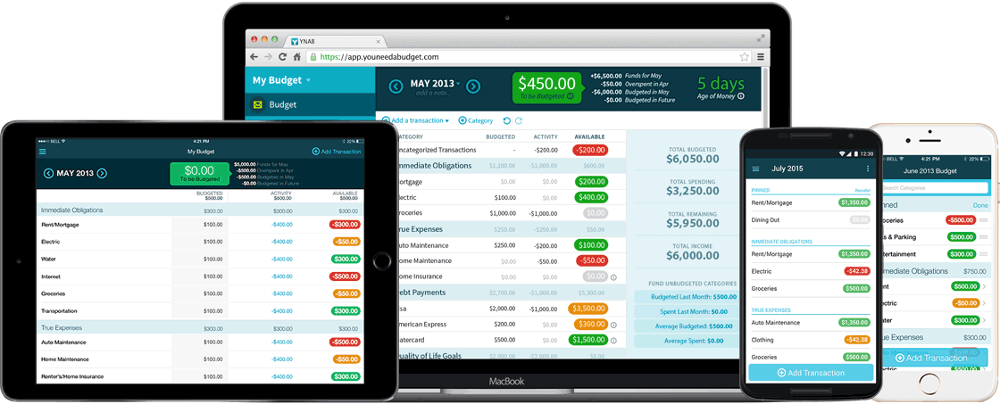 YNAB
https://app.youneedabudget.com
My Budget
Budget
MAY 2013
add a note...
$450.00
To be Budgeted
+$6,500.00 Funds for May
-$50.00 Overspent in Apr
-$6,000.00 Budgeted in May
-$0.00 Budgeted in Future
5 days
Age of Money
Add a transaction
Category
CATEGORY BUDGETED ACTIVITY AVAILABLE
ncategorized Transactions - -$200.00 -$200.00
mmediate Obligations $1,100.00 -$1,000.00 $600.00
ortgage $200.00
lectric $100.00 $400.00
roceries $1,000.00 -$1,000.00 $0.00
rue Expenses $250.00 -$250.00 $50.00
uto Maintenance $250.00 -$200.00 $100.00
ome Maintenance $0.00 -$50.00 -$50.00
ome Insurance $0.00 $0.00 $0.00
ebt Payments $2,700.00 -$1,000.00 $5,300.00
isa $2,000.00 -$1,000.00 $3,500.00
merican Express $200.00 $0.00 $300.00
astercard $500.00 $0.00 $1,500.00
uality of Life Goals $2,000.00 -$50.00 $0.00
TOTAL BUDGETED
$6,050.00
TOTAL SPENDING
$3,250.00
TOTAL REMAINING
$5,950.00
TOTAL INCOME
$6,000.00
FUND UNBUDGETED CATEGORIES
Budgeted Last Month: $500.00
Spent Last Month: $0.00
Average Budgeted: $500.00
Average Spent: $0.00
MacBook
BELL 4:21 PM 22%
My Budget
Add Transaction
MAY 2013
$0.00
To be Budgeted
$5,000.00 Funds for May
-$500.00 Overspent in Apr
-$500.00 Budgeted in May
-$0.00 Budgeted in Future
BUDGETED ACTIVITY AVAILABLE
$500.00 $500.00 $500.00
Immediate Obligations $300.00 $300.00 $300.00
Rent/Mortgage $100.00 -$400.00 -$300.00
Electric $100.00 -$400.00 -$50.00
Water $100.00 -$400.00 $300.00
Internet $100.00 -$400.00 -$500.00
Groceries $100.00 -$400.00 -$50.00
Transportation $100.00 -$400.00 $300.00
True Expenses $300.00 $300.00 $300.00
Auto Maintenance $100.00 -$400.00 -$500.00
Home Maintenance $100.00 -$400.00 -$50.00
Renter's/Home Insurance $100.00 -$400.00 $300.00
12:30
July 2015
PINNED Reorder
Rent/Mortgage $1,350.00
Dining Out $0.00
IMMEDIATE OBLIGATIONS
Rent/Mortgage $1,350.00
Electric -$42.38
Groceries $500.00
TRUE EXPENSES
Auto Maintenance $1,350.00
Clothing -$42.38
Groceries $500.00
Add Transaction
BELL 4:21 PM 22%
June 2013 Budget
Search Categories
nned Done
oceries -$500.00
s & Parking $500.00
tertainment $300.00
mediate Obligations $750.00
ent $500.00
ectric -$50.00
ater $300.00
ue Expenses $300.00
Add Transaction